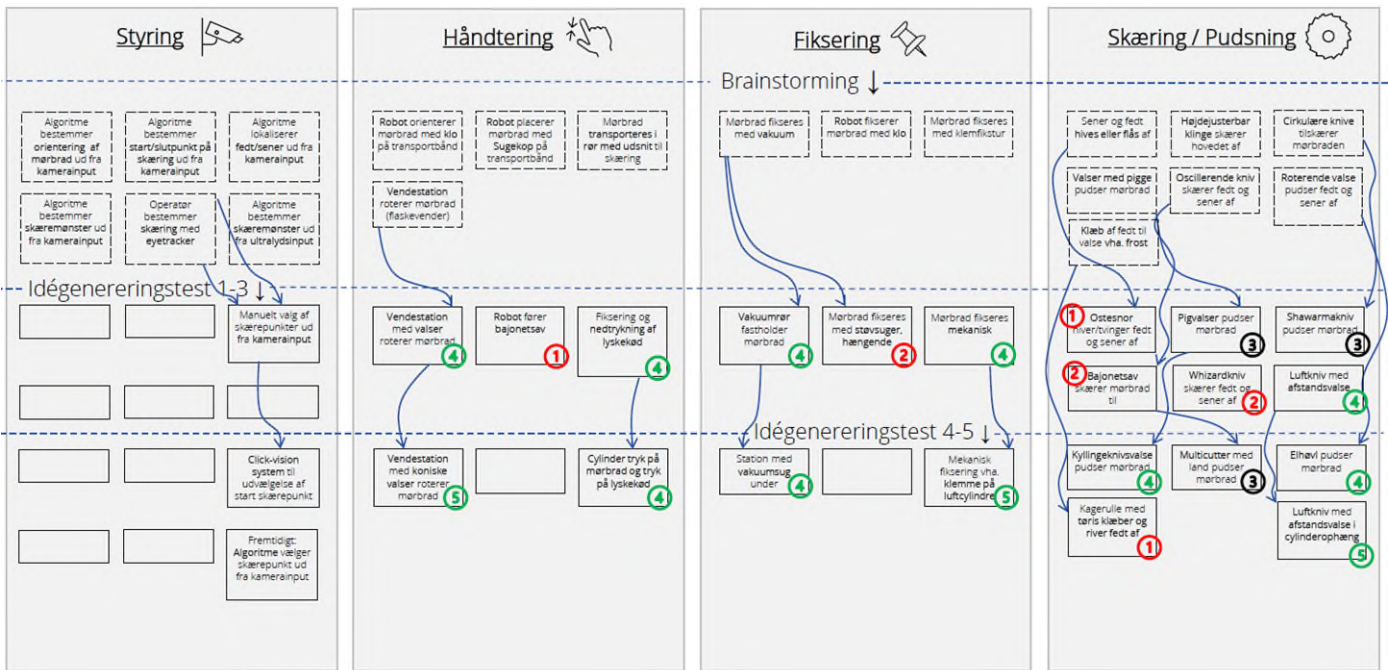 Styring
Håndtering
Fiksering
Skæring / Pudsning
Brainstorming ↓
Algoritme
bestemmer
orientering af
mørbrad ud fra
kamerainput
Algoritme
bestemmer
start/slutpunkt på
skæring ud fra
kamerainput
Algoritme
lokaliserer
fedt/sener ud fra
kamerainput
Algoritme
bestemmer
skæremønster ud
fra kamerainput
Operatør
bestemmer
skæring med
eyetracker
Algoritme
bestemmer
skæremønster ud
fra ultralydsinput
Robot orienterer
mørbrad med klo
på transportbånd
Robot placerer
mørbrad med
Sugekop på
transportbånd
Mørbrad
transporteres i
rør med udsnit til
skæring
Vendestation
roterer mørbrad
(flaskevender)
Mørbrad fikseres
med vakuum
Robot fikserer
mørbrad med klo
Mørbrad fikseres
med klemfikstur
Sener og fedt
hives eller flås af
Højdejusterbar
klinge skærer
hovedet af
Cirkulære knive
tilskærer
mørbraden
Valser med pigge
pudser mørbrad
Oscillerende kniv
skærer fedt og
sener af
Roterende valse
pudser fedt og
sener af
Klæb af fedt til
valse vha. frost
Idégenereringstest 1-3 ↓
Manuelt valg af
skærepunkter ud
fra kamerainput
Vendestation
med valser
roterer mørbrad
4
Robot fører
bajonetsav
1
Fiksering og
nedtrykning af
lyskekød
4
Vakuumrør
fastholder
mørbrad
4
Mørbrad fikseres
med støvsuger,
hængende
2
Mørbrad fikseres
mekanisk
4
1
Ostesnor
river/tvinger fedt
og sener af
Pigvalser pudser
mørbrad
3
Shawarmakniv
pudser mørbrad
3
2
Bajonetsav
skærer mørbrad
til
Whizardkniv
skærer fedt og
sener af
2
Luftkniv med
afstandsvalse
4
Idégenereringstest 4-5 ↓
Click-vision
system til
udvælgelse af
start skærepunkt
Vendestation
med koniske
valser roterer
mørbrad
5
Cylinder tryk på
mørbrad og tryk
på lyskekød
4
Station med
vakuumsug
under
4
Mekanisk
fiksering vha.
klemme på
luftcylindre
5
Kyllingeknivsvalse
pudser mørbrad
4
Multicutter med
land pudser
mørbrad
3
Elhøvl pudser
mørbrad
4
Fremtidigt:
Algoritme vælger
skærepunkt ud
fra kamerainput
Kagerulle med
tøris klæber og
river fedt af
1
Luftkniv med
afstandsvalse i
cylinderophæng
5